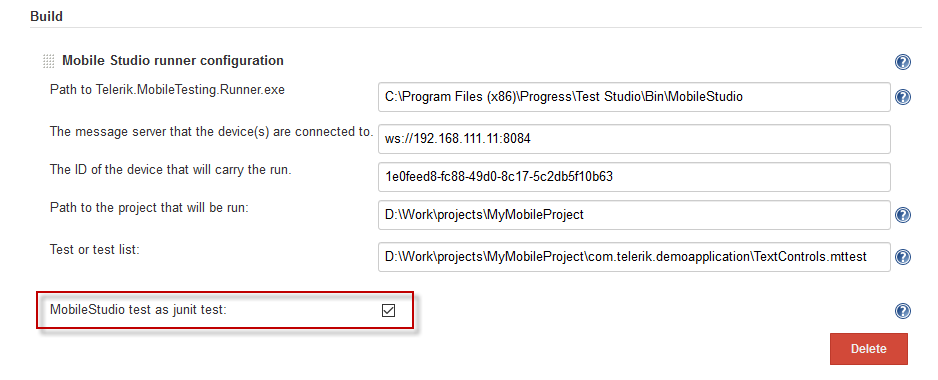 Build
Mobile Studio runner configuration
Path to Telerik.MobileTesting.Runner.exe
C:\Program Files (x86)\Progress\Test Studio\Bin\MobileStudio
The message server that the device(s) are connected to.
ws://192.168.111.11:8084
The ID of the device that will carry the run.
1e0feed8-fc88-49d0-8c17-5c2db5f10b63
Path to the project that will be run:
D:\Work\projects\MyMobileProject
Test or test list:
D:\Work\projects\MyMobileProject\com.telerik.demoapplication\TextControls.mttest
MobileStudio test as junit test:
Delete